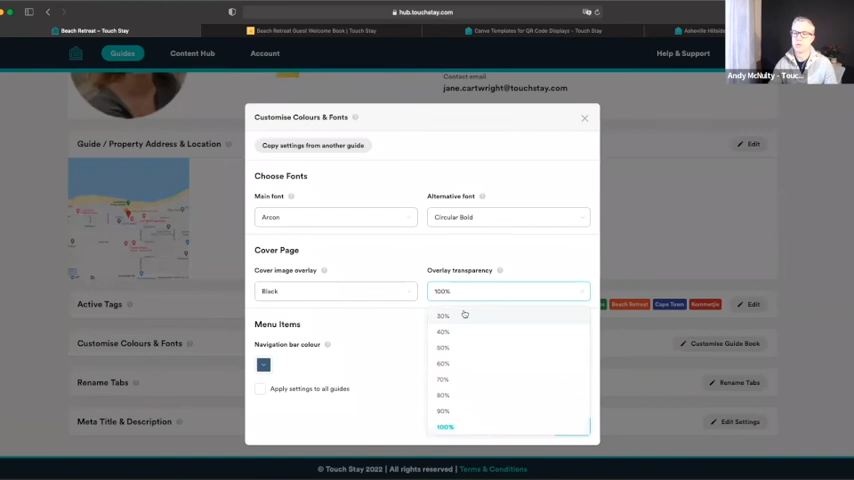 hub.touchstay.com
Beach Retreat – Touch Stay
Beach Retreat Guest Welcome Book | Touch Stay
Canva Templates for QR Code Displays - Touch Stay
Asheville Hillside
Guides
Content Hub
Account
Help & Support
Andy McNulty - Touc...
Contact email
jane.cartwright@touchstay.com
Customise Colours & Fonts
Copy settings from another guide
Guide / Property Address & Location
Edit
Choose Fonts
Main font
Alternative font
Arcon
Circular Bold
Cover Page
Cover image overlay
Overlay transparency
Black
100%
Active Tags
Beach Retreat
Cape Town
Kommetjie
Edit
30%
40%
50%
60%
70%
80%
90%
100%
Menu Items
Navigation bar colour
Customise Colours & Fonts
Customise Guide Book
Rename Tabs
Rename Tabs
Apply settings to all guides
Meta Title & Description
Edit Settings
© Touch Stay 2022 | All rights reserved | Terms & Conditions